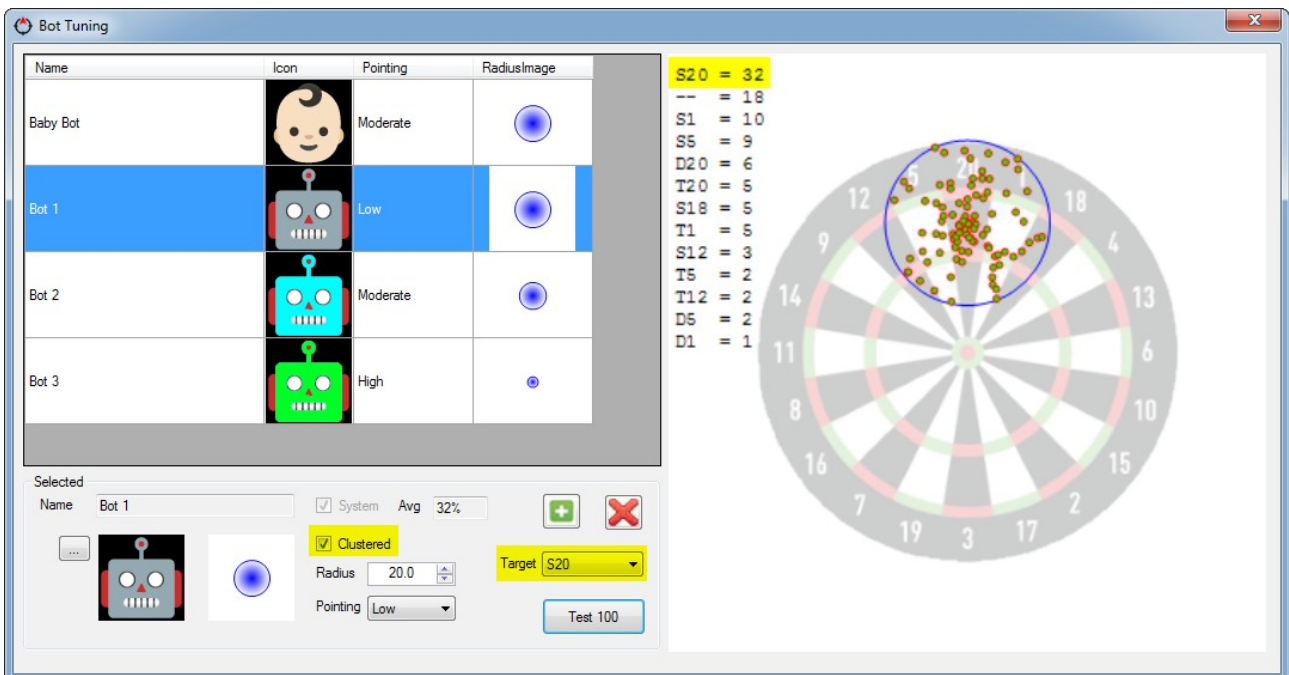 Bot Tuning
Name Icon Pointing RadiusImage
Baby Bot Moderate
Bot 1 Low
Bot 2 Moderate
Bot 3 High
Selected
Name Bot 1 System Avg 32%
... Clustered
Radius 20.0 Target S20
Pointing Low Test 100
S20 = 32
-- = 18
S1 = 10
S5 = 9
D20 = 6
T20 = 5
S18 = 5
T1 = 5
S12 = 3
T5 = 2
T12 = 2
D5 = 2
D1 = 1
20
1
18
4
13
6
10
15
2
17
3
19
7
16
8
11
14
9
12
5